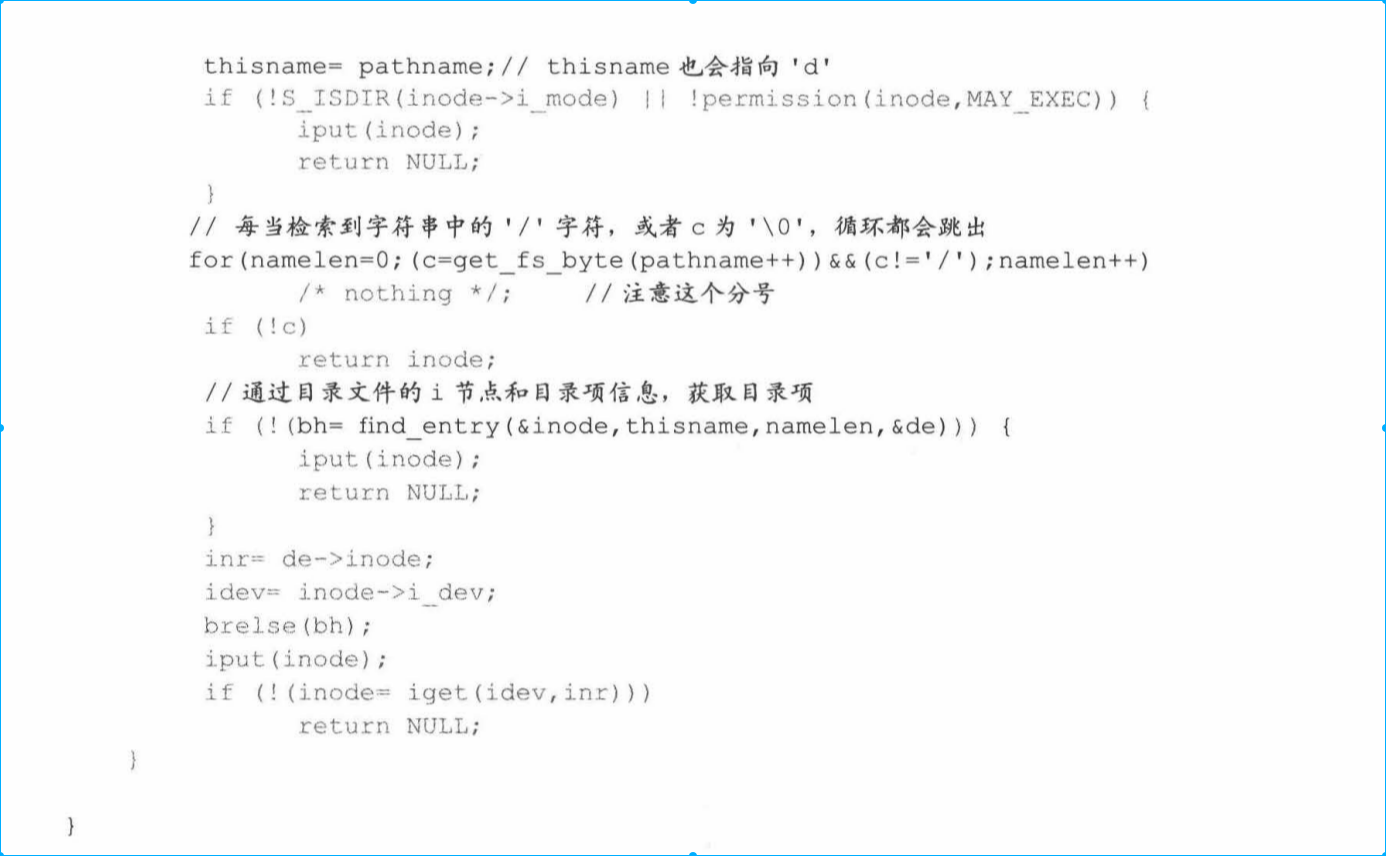 thisname= pathname;// thisname 也会指向 'd'
if (!S_ISDIR(inode->i_mode) || !permission(inode,MAY_EXEC)) {
iput(inode);
return NULL;
}
// 每当检索到字符串中的 '/' 字符，或者 c 为 '\0'，循环都会跳出
for(namelen=0;(c=get_fs_byte(pathname++))&&(c!='/');namelen++)
/* nothing */; // 注意这个分号
if (!c)
return inode;
// 通过目录文件的 i 节点和目录项信息，获取目录项
if (!(bh= find_entry(&inode,thisname,namelen,&de))) {
iput(inode);
return NULL;
}
inr= de->inode;
idev= inode->i_dev;
brelse(bh);
iput(inode);
if (!(inode= iget(idev,inr)))
return NULL;
}
}